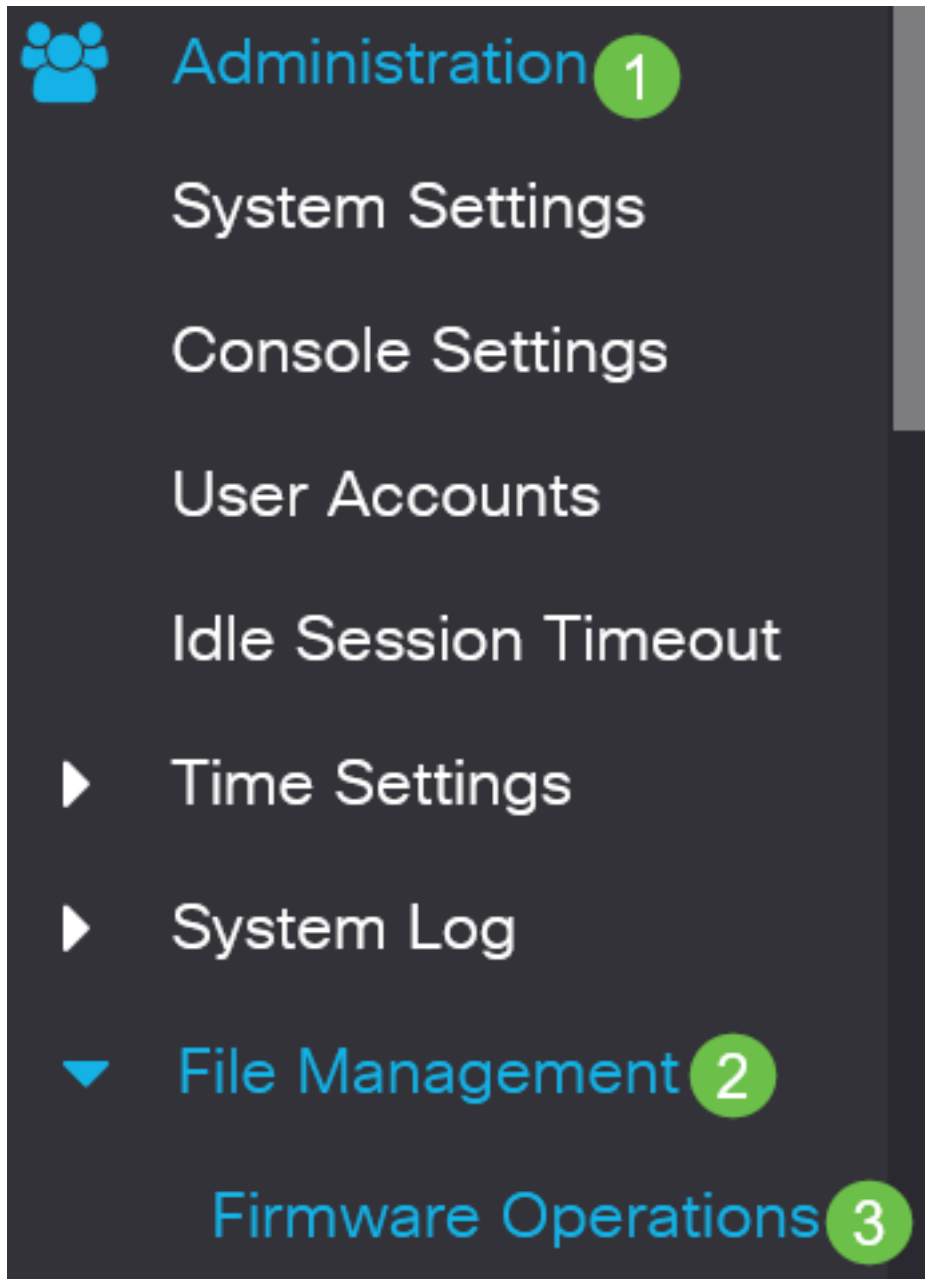 Administration 1
System Settings
Console Settings
User Accounts
Idle Session Timeout
Time Settings
System Log
File Management 2
Firmware Operations 3